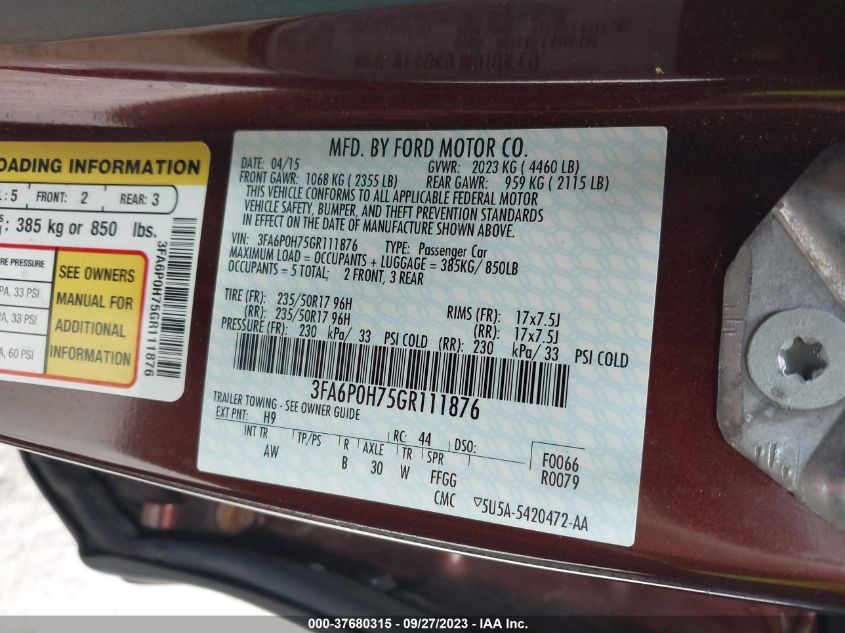 OADING INFORMATION
: 5 FRONT: 2 REAR: 3
: 385 kg or 850 lbs.
E PRESSURE
PA, 33 PSI
PA, 33 PSI
A, 60 PSI
SEE OWNERS
MANUAL FOR
ADDITIONAL
INFORMATION
3FA6P0H75GR111876
MFD. BY FORD MOTOR CO.
DATE: 04/15 GVWR: 2023 KG ( 4460 LB)
FRONT GAWR: 1068 KG ( 2355 LB) REAR GAWR: 959 KG ( 2115 LB)
THIS VEHICLE CONFORMS TO ALL APPLICABLE FEDERAL MOTOR
VEHICLE SAFETY, BUMPER, AND THEFT PREVENTION STANDARDS
IN EFFECT ON THE DATE OF MANUFACTURE SHOWN ABOVE.
VIN: 3FA6P0H75GR111876 TYPE: Passenger Car
MAXIMUM LOAD = OCCUPANTS + LUGGAGE = 385KG/ 850LB
OCCUPANTS = 5 TOTAL; 2 FRONT, 3 REAR
TIRE (FR): 235/50R17 96H RIMS (FR): 17x7.5J
(RR): 235/50R17 96H (RR): 17x7.5J
PRESSURE (FR): 230 kPa/ 33 PSI COLD (RR): 230 kPa/ 33 PSI COLD
3FA6P0H75GR111876
TRAILER TOWING - SEE OWNER GUIDE
EXT PNT: H9 RC: 44 DSO:
INT TR TP/PS R AXLE TR SPR F0066
AW B 30 W FFGG R0079
CMC ▽5U5A-5420472-AA
000-37680315 - 09/27/2023 - IAA Inc.